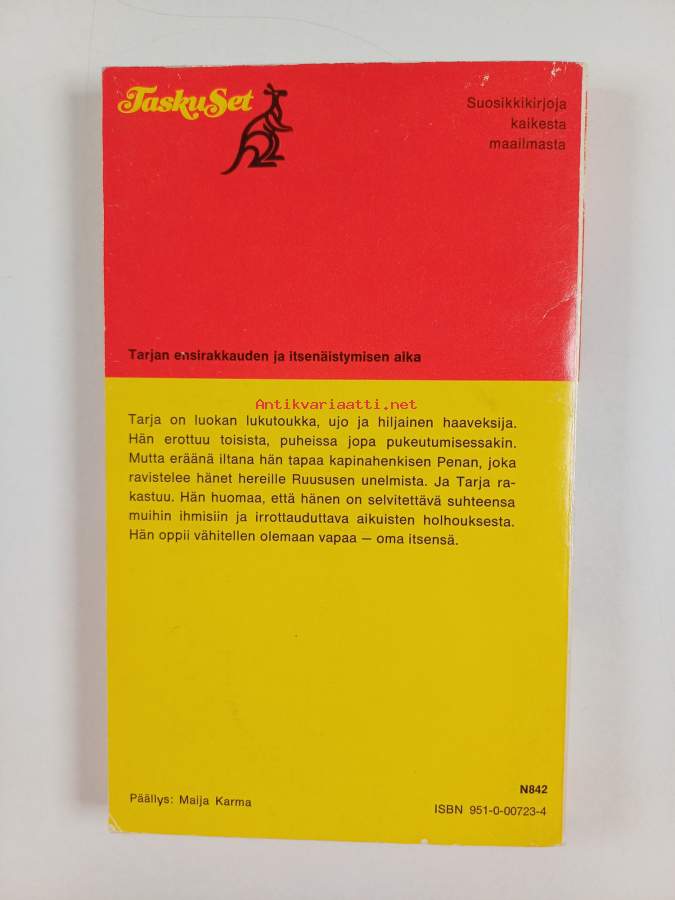 TaskuSet
Suosikkikirjoja
kaikesta
maailmasta
Tarjan ensirakkauden ja itsenäistymisen aika
Antikvariaatti.net
Tarja on luokan lukutoukka, ujo ja hiljainen haaveksija.
Hän erottuu toisista, puheissa jopa pukeutumisessakin.
Mutta eräänä iltana hän tapaa kapinahenkisen Penan, joka
ravistelee hänet hereille Ruususen unelmista. Ja Tarja ra-
kastuu. Hän huomaa, että hänen on selvitettävä suhteensa
muihin ihmisiin ja irrottauduttava aikuisten holhouksesta.
Hän oppii vähitellen olemaan vapaa — oma itsensä.
N842
Päällys: Maija Karma
ISBN 951-0-00723-4